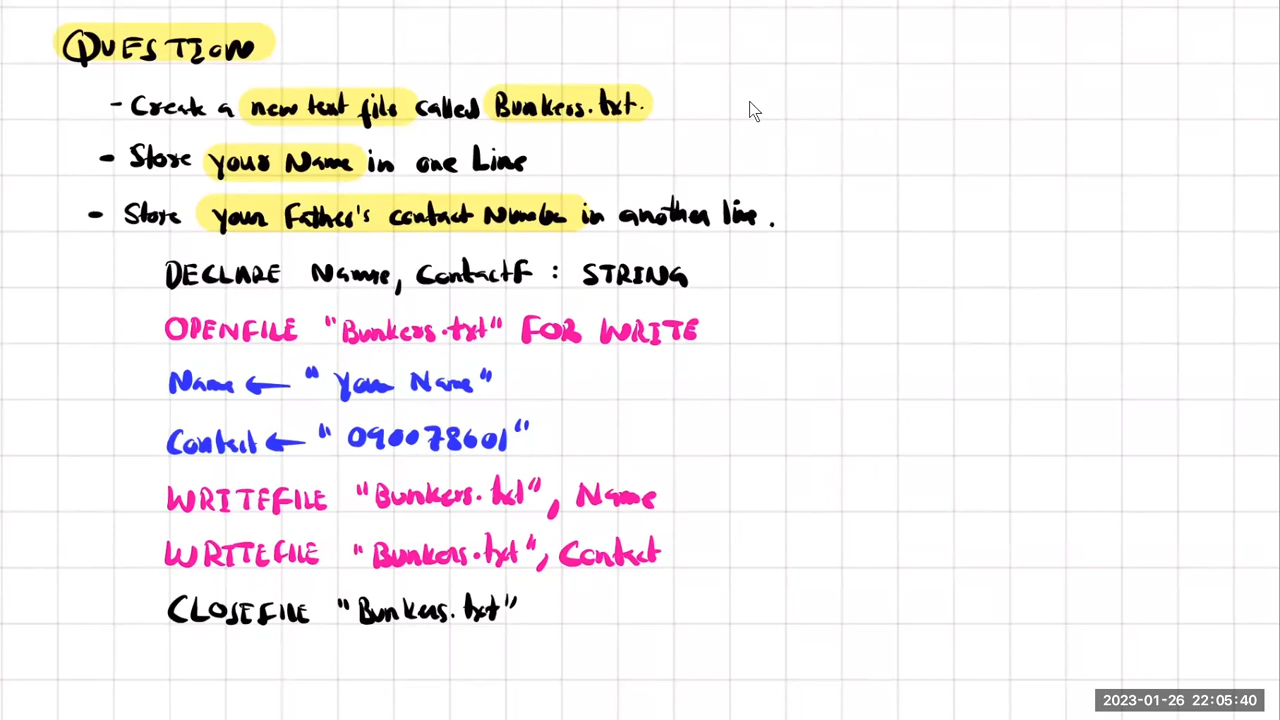 QUESTION
- Create a new text file called Bunkers.txt.
- Store your Name in one Line
- Store your Father's contact Number in another line.
DECLARE Name, ContactF : STRING
OPENFILE "Bunkers.txt" FOR WRITE
Name ← "Your Name"
Contact ← "090078601"
WRITEFILE "Bunkers.txt", Name
WRITEFILE "Bunkers.txt", Contact
CLOSEFILE "Bunkers.txt"
2023-01-26 22:05:40